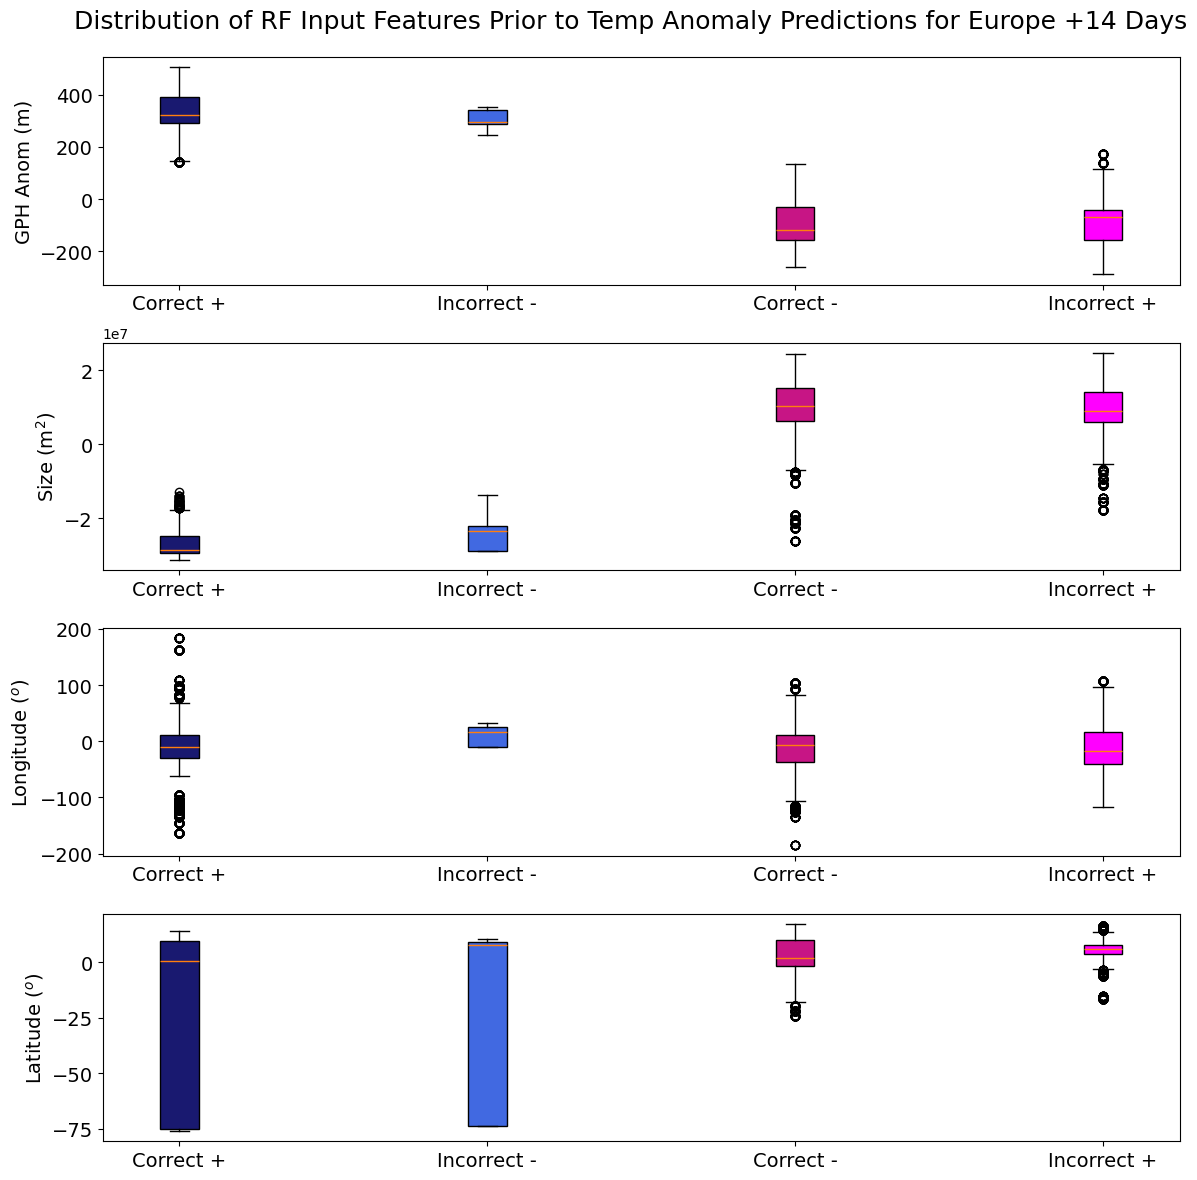 Distribution of RF Input Features Prior to Temp Anomaly Predictions for Europe +14 Days
GPH Anom (m)
400
200
0
−200
Correct + Incorrect - Correct - Incorrect +
1e7
Size (m²)
2
0
−2
Correct + Incorrect - Correct - Incorrect +
Longitude (ᵒ)
200
100
0
−100
−200
Correct + Incorrect - Correct - Incorrect +
Latitude (ᵒ)
0
−25
−50
−75
Correct + Incorrect - Correct - Incorrect +